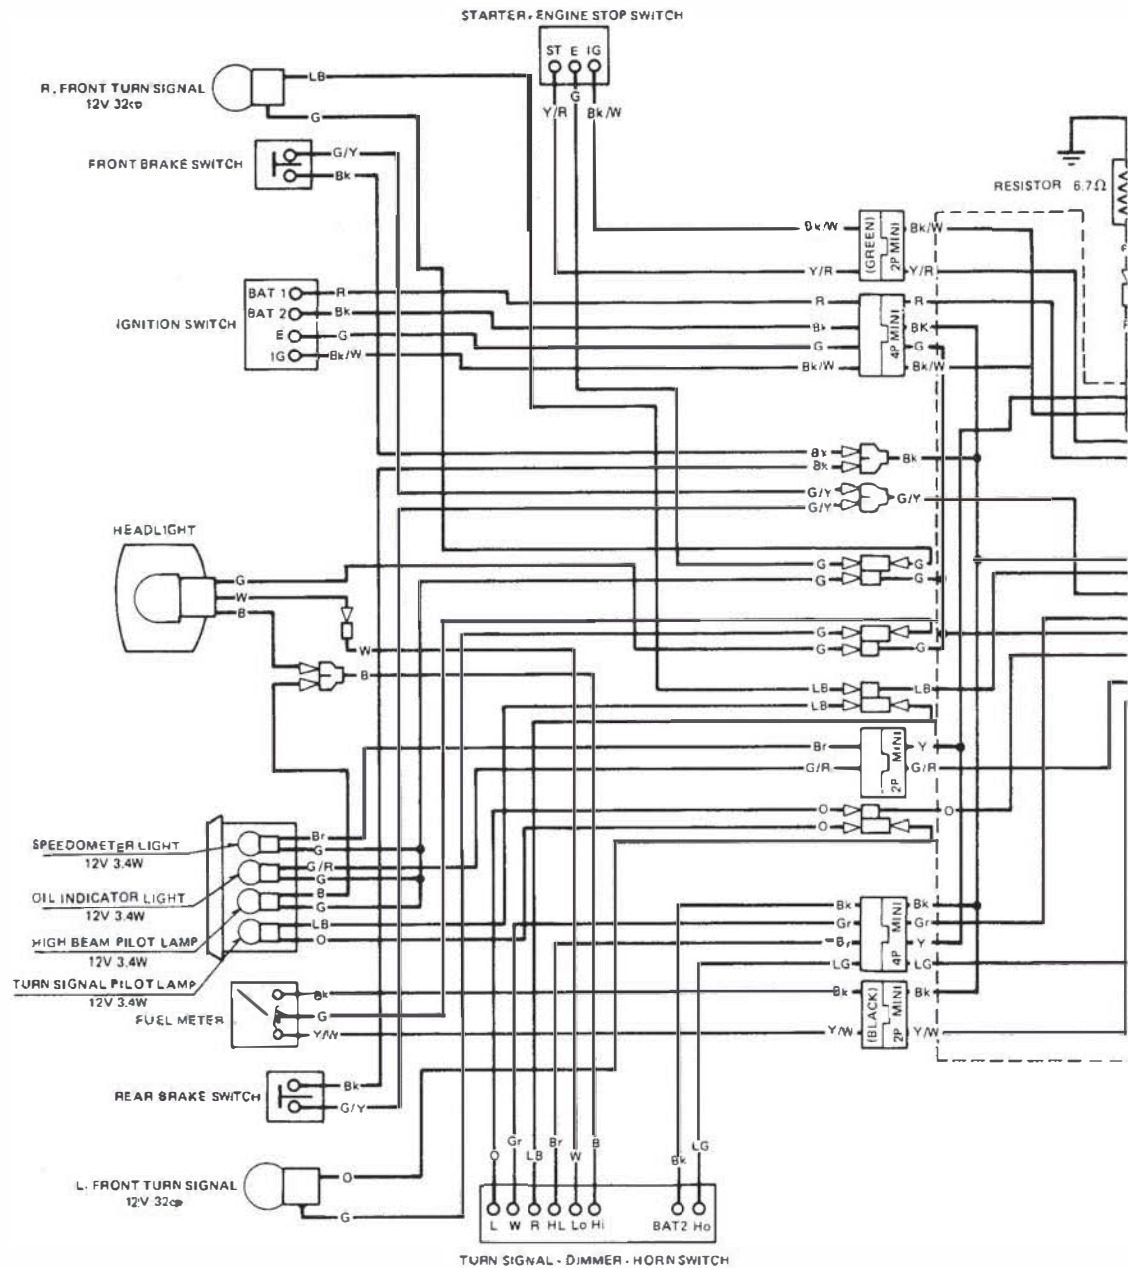 STARTER - ENGINE STOP SWITCH
ST E IG
R. FRONT TURN SIGNAL
12V 32cp
LB
G
Y/R
G
Bk/W
FRONT BRAKE SWITCH
G/Y
Bk
RESISTOR 6.7Ω
Bk/W
(GREEN)
2P MINI
Bk/W
Y/R
Y/R
IGNITION SWITCH
BAT 1
R
BAT 2
Bk
E
G
IG
Bk/W
R
4P MINI
R
Bk
BK
G
G
Bk/W
Bk/W
Bk
Bk
Bk
G/Y
G/Y
G/Y
HEADLIGHT
G
W
B
G
G
G
G
W
B
G
G
G
LB
LB
LB
Br
2P MINI
Y
G/R
G/R
O
O
O
SPEEDOMETER LIGHT
12V 3.4W
Br
G
OIL INDICATOR LIGHT
12V 3.4W
G/R
G
HIGH BEAM PILOT LAMP
12V 3.4W
B
G
TURN SIGNAL PILOT LAMP
12V 3.4W
LB
O
Bk
4P MINI
Bk
Gr
Gr
Br
Y
LG
LG
FUEL METER
Bk
G
Y/W
Bk
(BLACK)
2P MINI
Bk
Y/W
Y/W
REAR BRAKE SWITCH
Bk
G/Y
L. FRONT TURN SIGNAL
12V 32cp
O
G
O
Gr
LB
Br
W
B
Bk
LG
L W R HL Lo Hi BAT2 Ho
TURN SIGNAL - DIMMER - HORN SWITCH